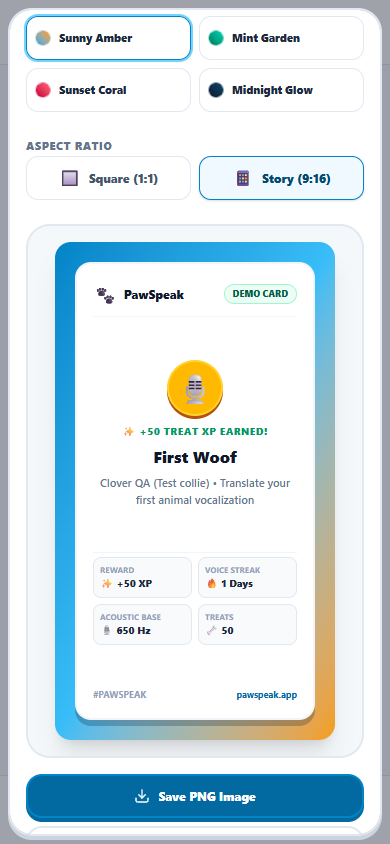 Sunny Amber
Mint Garden
Sunset Coral
Midnight Glow
ASPECT RATIO
Square (1:1)
Story (9:16)
PawSpeak
DEMO CARD
+50 TREAT XP EARNED!
First Woof
Clover QA (Test collie) • Translate your
first animal vocalization
REWARD
+50 XP
VOICE STREAK
1 Days
ACOUSTIC BASE
650 Hz
TREATS
50
#PAWSPEAK
pawspeak.app
Save PNG Image